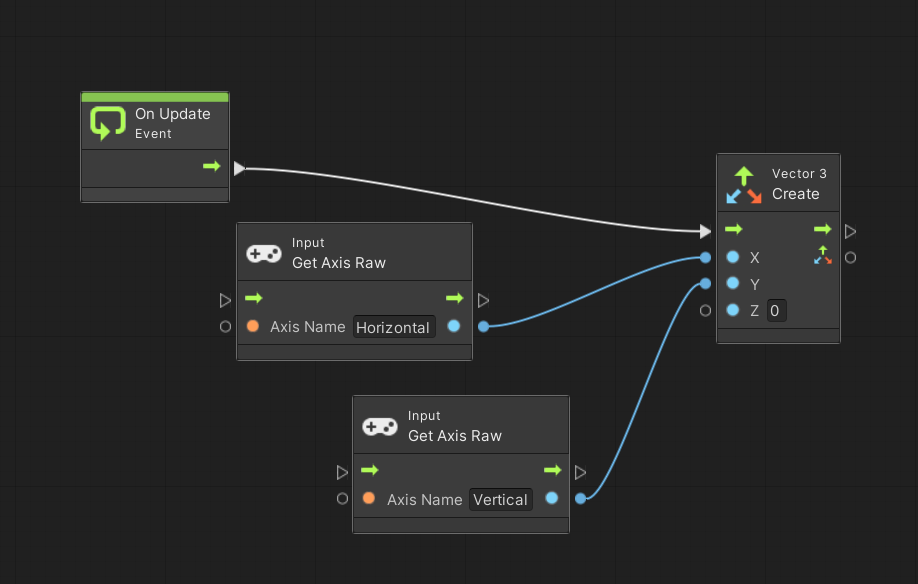 On Update
Event
Vector 3
Create
Input
Get Axis Raw
X
Axis Name Horizontal
Y
Z 0
Input
Get Axis Raw
Axis Name Vertical